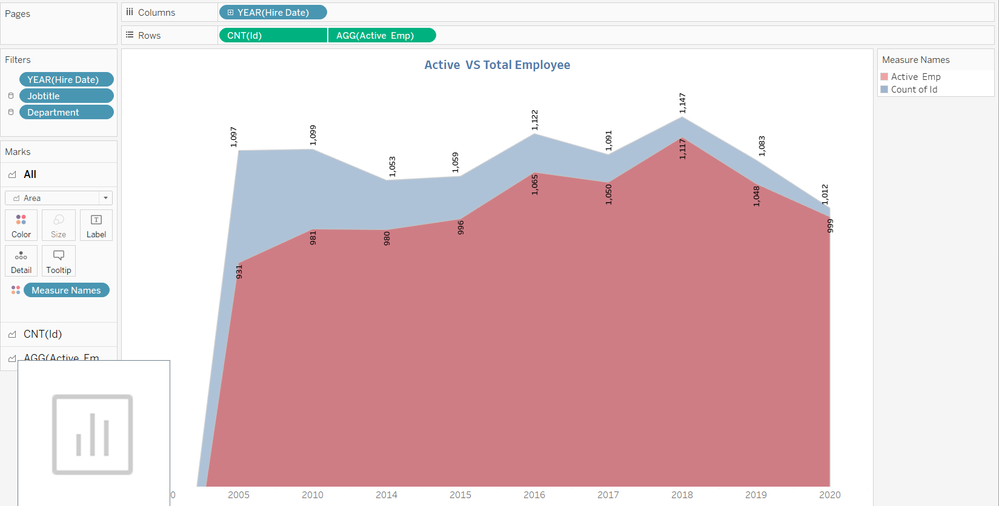 Pages
Columns
YEAR(Hire Date)
Rows
CNT(Id)
AGG(Active Emp)
Filters
YEAR(Hire Date)
Jobtitle
Department
Marks
All
Area
Color
Size
Label
Detail
Tooltip
Measure Names
CNT(Id)
AGG(Active Em
Active VS Total Employee
1,097
1,099
1,053
1,059
1,122
1,091
1,147
1,083
1,012
931
981
980
996
1,065
1,050
1,117
1,048
999
0
2005
2010
2014
2015
2016
2017
2018
2019
2020
Measure Names
Active Emp
Count of Id